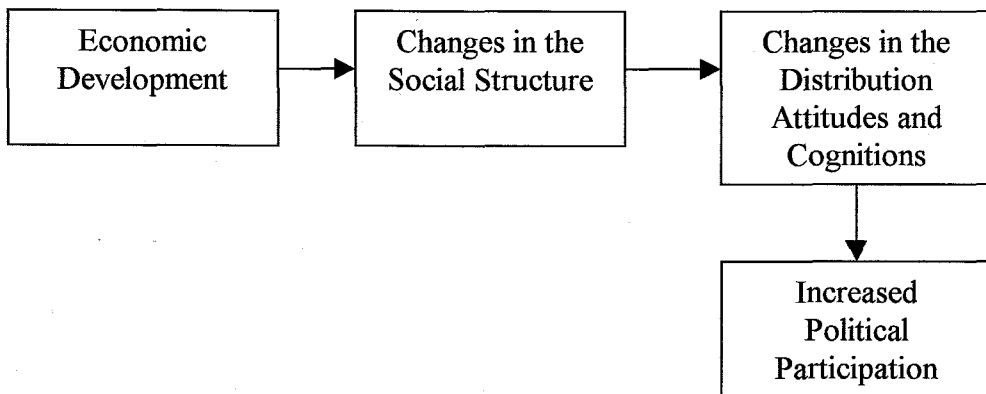 Economic
Development
Changes in the
Social Structure
Changes in the
Distribution
Attitudes and
Cognitions
Increased
Political
Participation